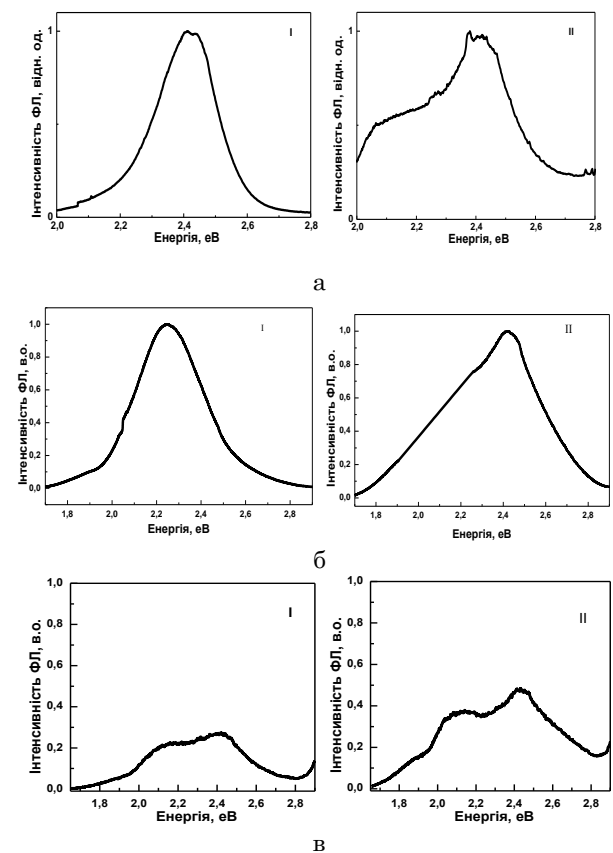 I
II
1
1
0
0
Інтенсивність ФЛ, відн. од.
Інтенсивність ФЛ, відн. од.
2,0 2,2 2,4 2,6 2,8
2,0 2,2 2,4 2,6 2,8
Енергія, еВ
Енергія, еВ
а
I
II
1,0
0,8
0,6
0,4
0,2
0,0
1,0
0,8
0,6
0,4
0,2
0,0
Інтенсивність ФЛ, в.о.
Інтенсивність ФЛ, в.о.
1,8 2,0 2,2 2,4 2,6 2,8
1,8 2,0 2,2 2,4 2,6 2,8
Енергія, еВ
Енергія, еВ
б
I
II
1,0
0,8
0,6
0,4
0,2
0,0
1,0
0,8
0,6
0,4
0,2
0,0
Інтенсивність ФЛ, в.о.
Інтенсивність ФЛ, в.о.
1,8 2,0 2,2 2,4 2,6 2,8
1,8 2,0 2,2 2,4 2,6 2,8
Енергія, еВ
Енергія, еВ
в